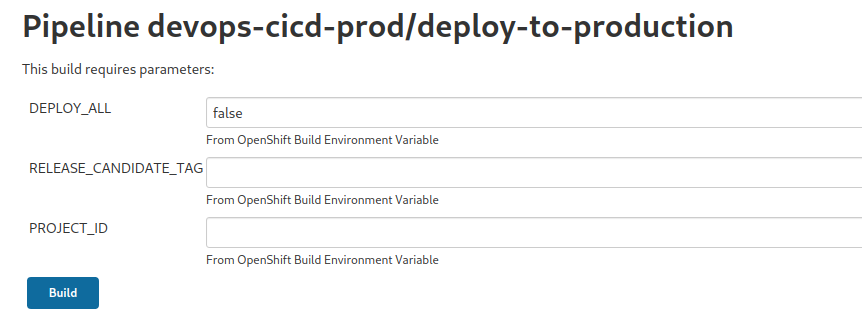 Pipeline devops-cicd-prod/deploy-to-production
This build requires parameters:
DEPLOY_ALL
false
From OpenShift Build Environment Variable
RELEASE_CANDIDATE_TAG
From OpenShift Build Environment Variable
PROJECT_ID
From OpenShift Build Environment Variable
Build